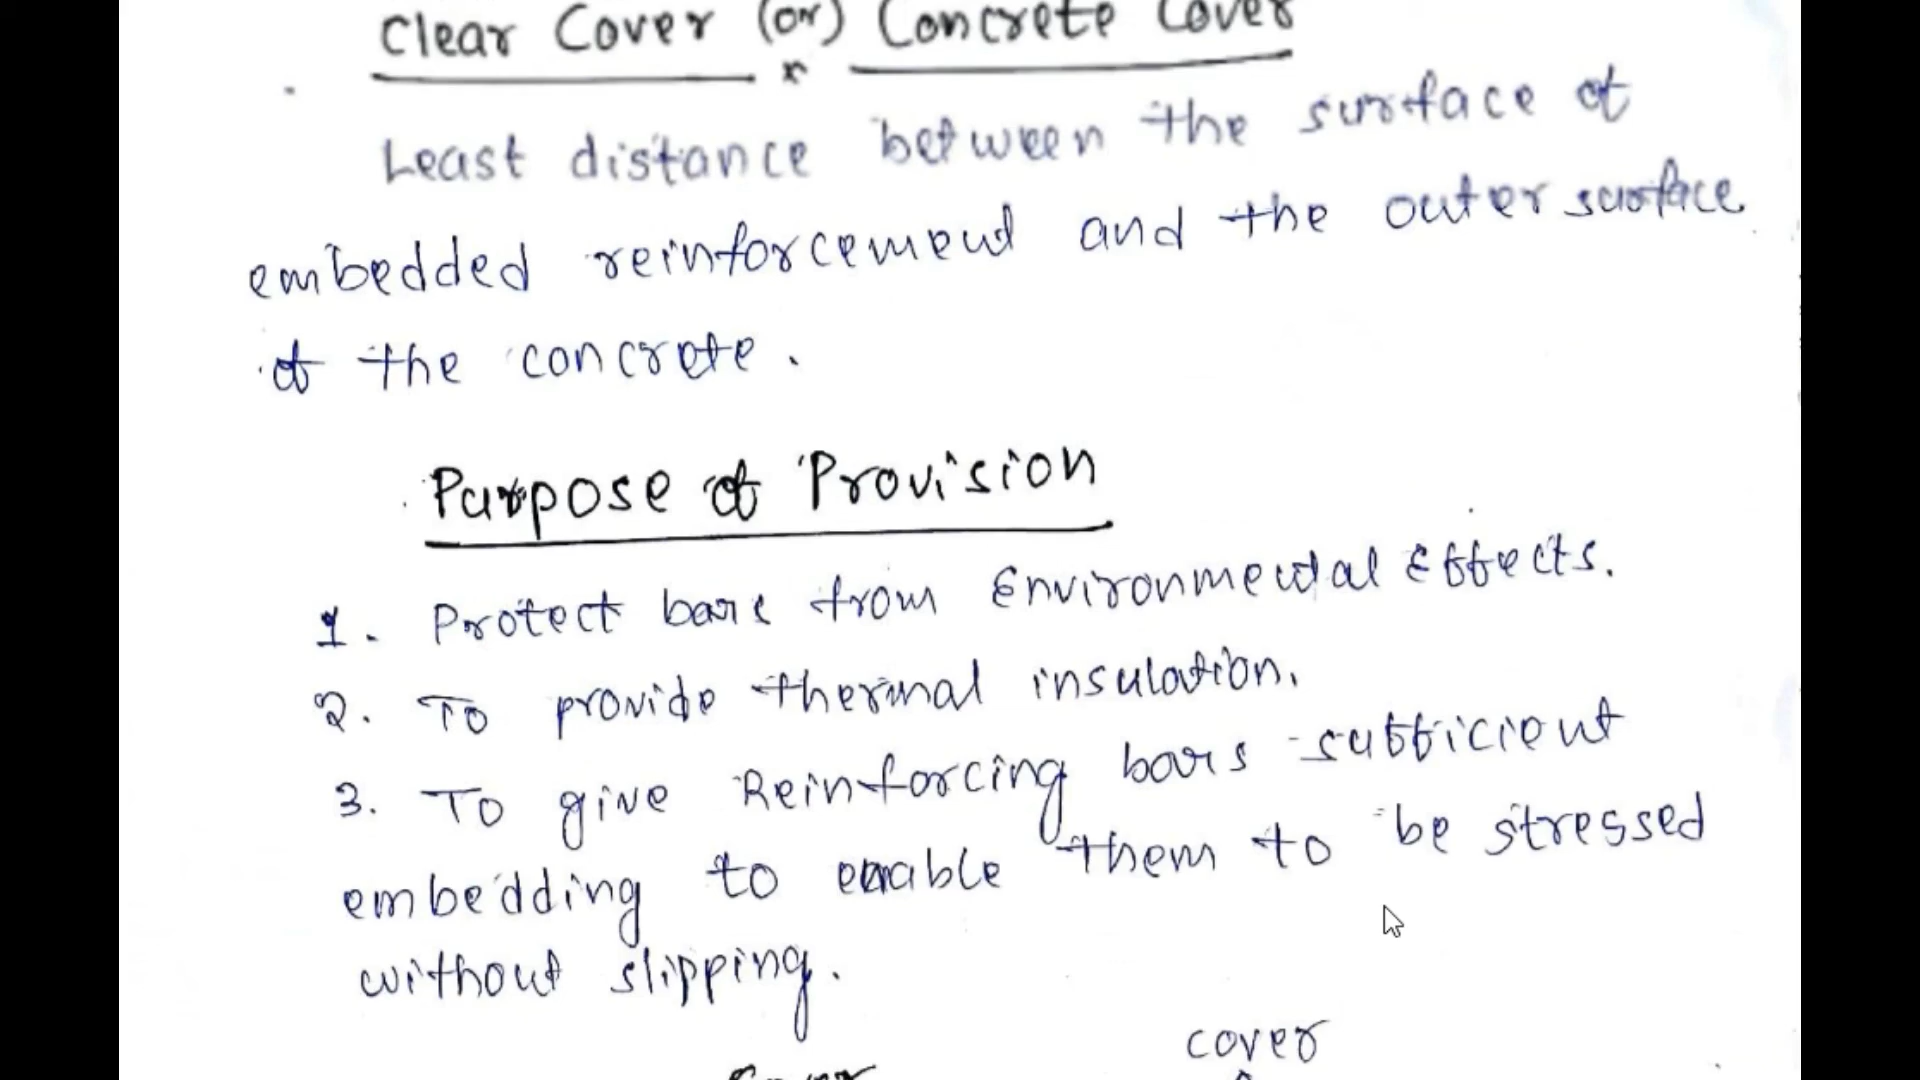 Clear Cover (or) Concrete Cover
Least distance between the surface of
embedded reinforcement and the outer surface
of the concrete.
Purpose of Provision
1. Protect bars from Environmental Effects.
2. To provide thermal insulation.
3. To give Reinforcing bars sufficient
embedding to enable them to be stressed
without slipping.
cover